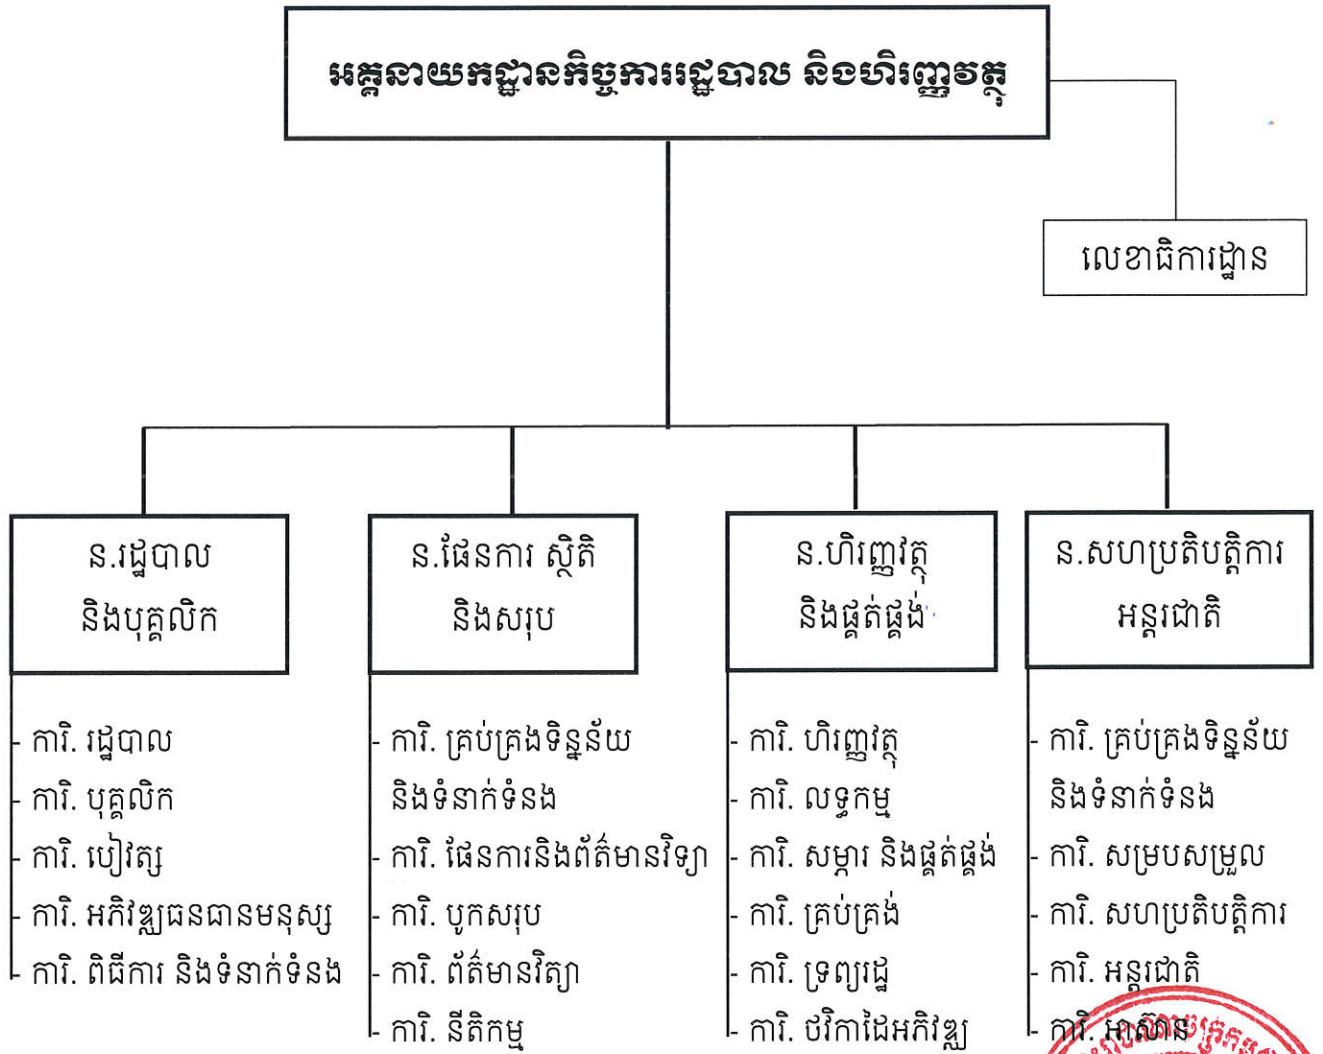 អគ្គនាយកដ្ឋានកិច្ចការរដ្ឋបាល និងហិរញ្ញវត្ថុ
លេខាធិការដ្ឋាន
ន.រដ្ឋបាល
និងបុគ្គលិក
- ការិ. រដ្ឋបាល
- ការិ. បុគ្គលិក
- ការិ. បៀវត្ស
- ការិ. អភិវឌ្ឍធនធានមនុស្ស
- ការិ. ពិធីការ និងទំនាក់ទំនង
ន.ផែនការ ស្ថិតិ
និងសរុប
- ការិ. គ្រប់គ្រងទិន្នន័យ
និងទំនាក់ទំនង
- ការិ. ផែនការនិងព័ត៌មានវិទ្យា
- ការិ. បូកសរុប
- ការិ. ព័ត៌មានវិត្យា
- ការិ. នីតិកម្ម
ន.ហិរញ្ញវត្ថុ
និងផ្គត់ផ្គង់
- ការិ. ហិរញ្ញវត្ថុ
- ការិ. លទ្ធកម្ម
- ការិ. សម្ភារ និងផ្គត់ផ្គង់
- ការិ. គ្រប់គ្រង់
- ការិ. ទ្រព្យរដ្ឋ
- ការិ. ថវិកាដៃអភិវឌ្ឍ
ន.សហប្រតិបត្តិការ
អន្តរជាតិ
- ការិ. គ្រប់គ្រងទិន្នន័យ
និងទំនាក់ទំនង
- ការិ. សម្របសម្រួល
- ការិ. សហប្រតិបត្តិការ
- ការិ. អន្តរជាតិ
- ការិ. អាស៊ាន